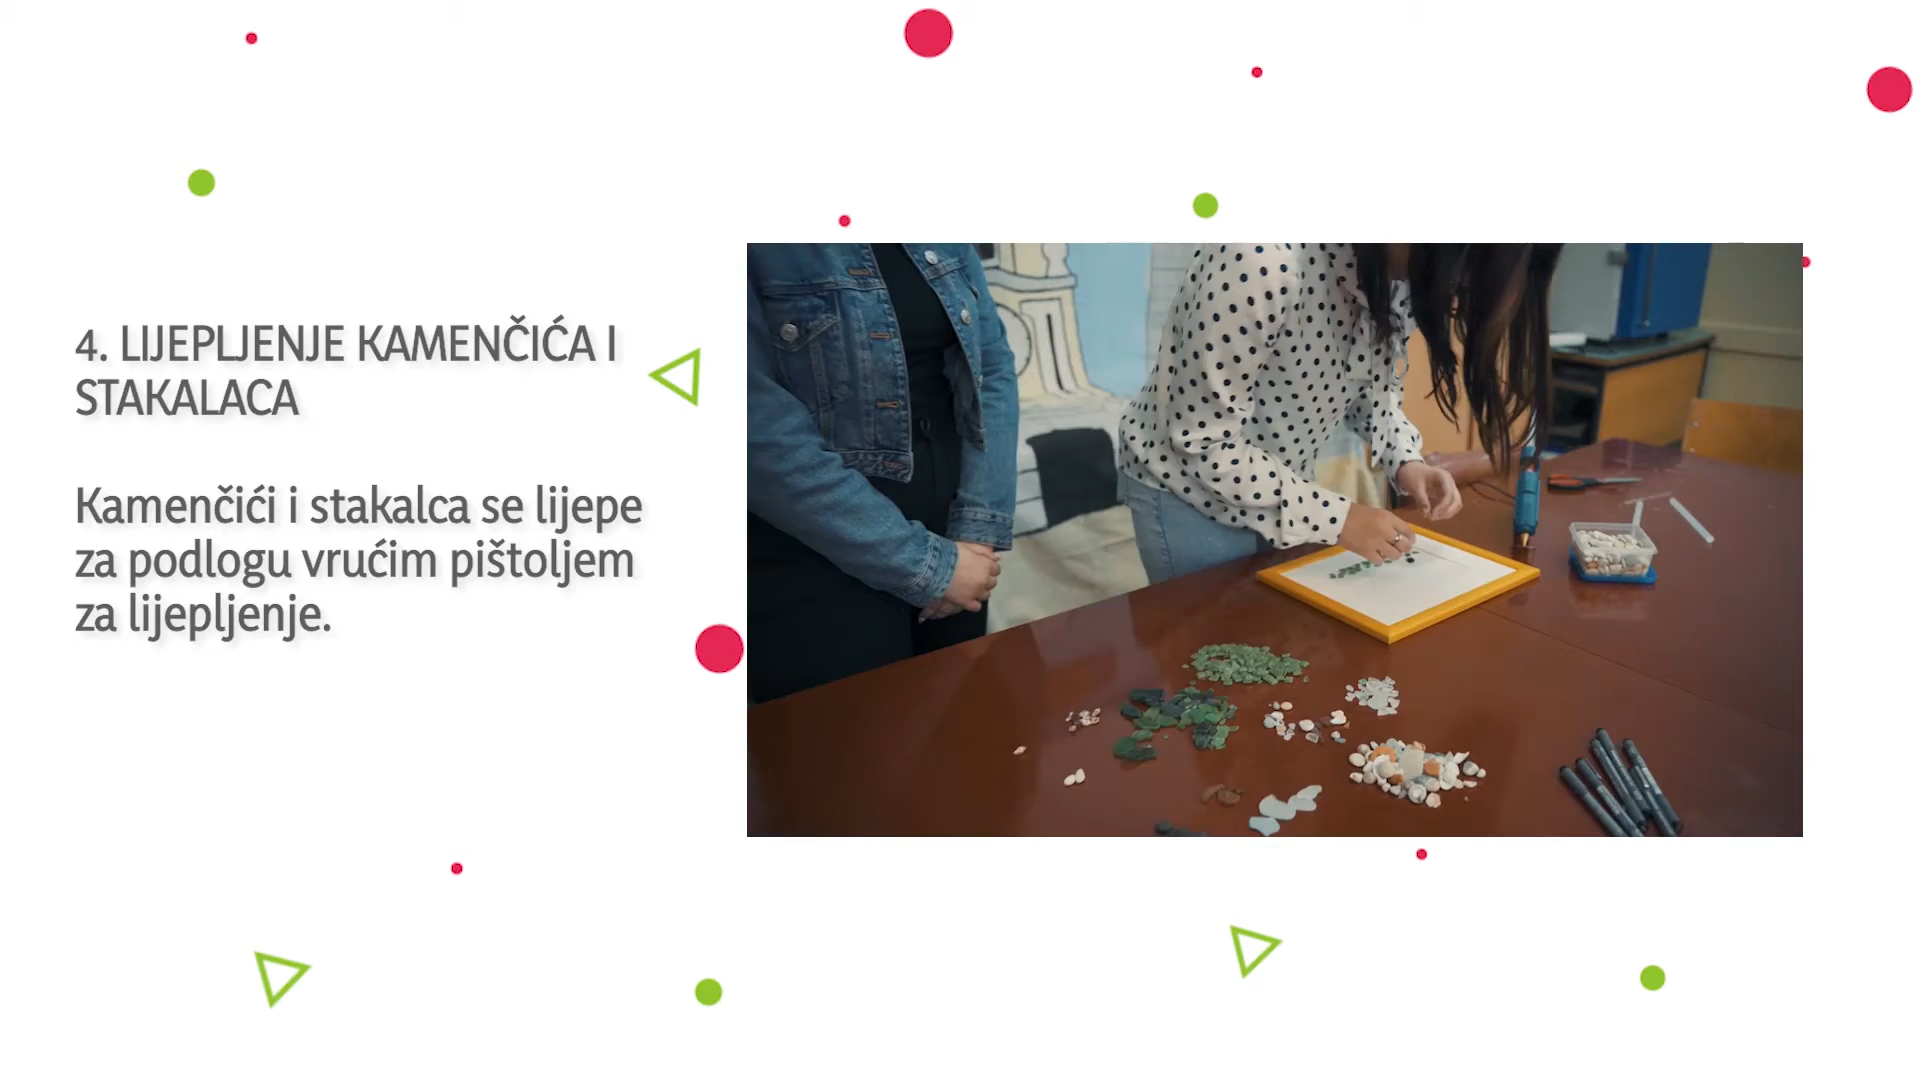 4. LIJEPLJENJE KAMENČIĆA I
STAKALACA
Kamenčići i stakalca se lijepe
za podlogu vrućim pištoljem
za lijepljenje.